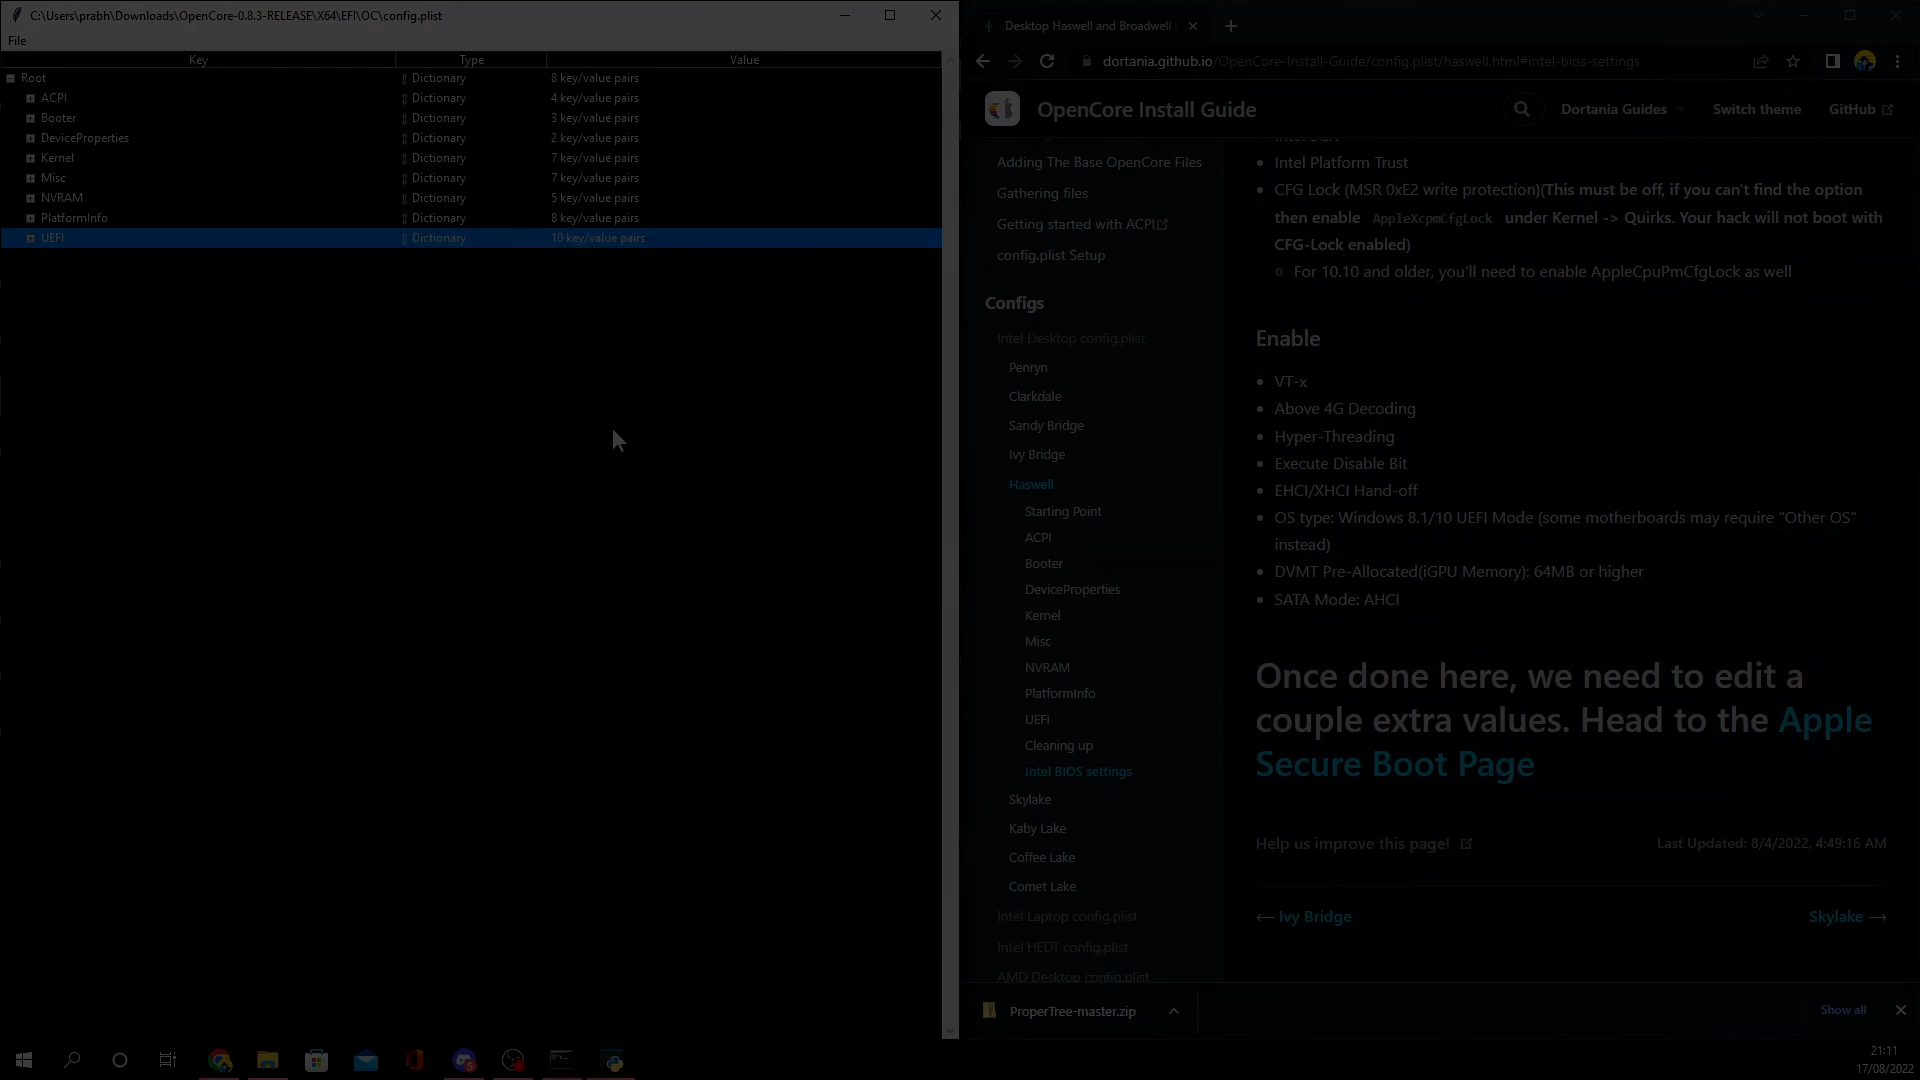 C:\Users\prabh\Downloads\OpenCore-0.8.3-RELEASE\X64\EFI\OC\config.plist
File
Key Type Value
Root Dictionary 8 key/value pairs
ACPI Dictionary 4 key/value pairs
Booter Dictionary 3 key/value pairs
DeviceProperties Dictionary 2 key/value pairs
Kernel Dictionary 7 key/value pairs
Misc Dictionary 7 key/value pairs
NVRAM Dictionary 5 key/value pairs
PlatformInfo Dictionary 8 key/value pairs
UEFI Dictionary 10 key/value pairs
Desktop Haswell and Broadwell
dortania.github.io/OpenCore-Install-Guide/config.plist/haswell.html#intel-bios-settings
OpenCore Install Guide
Dortania Guides
Switch theme
GitHub
Adding The Base OpenCore Files
Gathering files
Getting started with ACPI
config.plist Setup
Configs
Intel Desktop config.plist
Penryn
Clarkdale
Sandy Bridge
Ivy Bridge
Haswell
Starting Point
ACPI
Booter
DeviceProperties
Kernel
Misc
NVRAM
PlatformInfo
UEFI
Cleaning up
Intel BIOS settings
Skylake
Kaby Lake
Coffee Lake
Comet Lake
Intel Laptop config.plist
Intel HEDT config.plist
AMD Desktop config.plist
Intel Platform Trust
CFG Lock (MSR 0xE2 write protection)(This must be off, if you can't find the option
then enable AppleXcpmCfgLock under Kernel -> Quirks. Your hack will not boot with
CFG-Lock enabled)
For 10.10 and older, you'll need to enable AppleCpuPmCfgLock as well
Enable
VT-x
Above 4G Decoding
Hyper-Threading
Execute Disable Bit
EHCI/XHCI Hand-off
OS type: Windows 8.1/10 UEFI Mode (some motherboards may require "Other OS"
instead)
DVMT Pre-Allocated(iGPU Memory): 64MB or higher
SATA Mode: AHCI
Once done here, we need to edit a
couple extra values. Head to the Apple
Secure Boot Page
Help us improve this page!
Last Updated: 8/4/2022, 4:49:16 AM
← Ivy Bridge
Skylake →
ProperTree-master.zip
Show all
21:11
17/08/2022